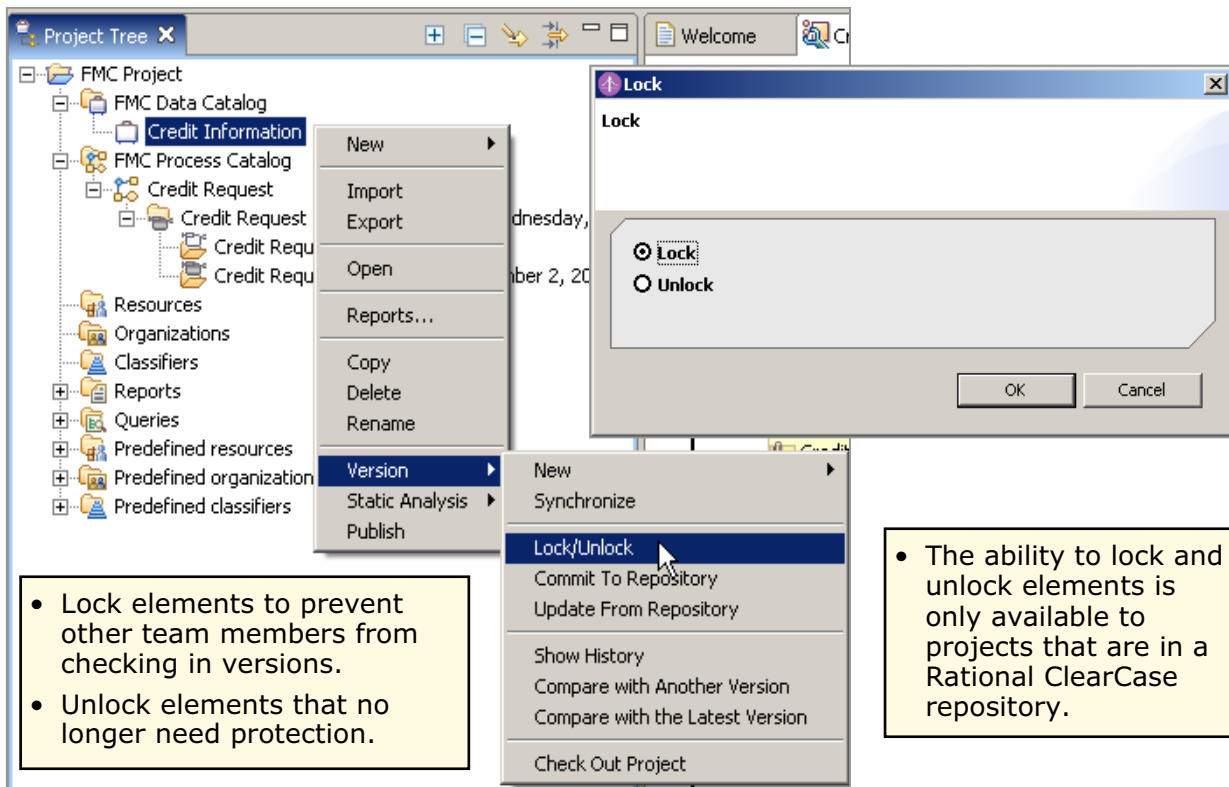 Project Tree
FMC Project
FMC Data Catalog
Credit Information
FMC Process Catalog
Credit Request
Credit Request
dnesday,
Credit Requ
Credit Requ
ber 2, 20
Resources
Organizations
Classifiers
Reports
Queries
Predefined resources
Predefined organization
Predefined classifiers
New
Import
Export
Open
Reports...
Copy
Delete
Rename
Version
Static Analysis
Publish
New
Synchronize
Lock/Unlock
Commit To Repository
Update From Repository
Show History
Compare with Another Version
Compare with the Latest Version
Check Out Project
Welcome
Cr
Lock
Lock
Lock
Unlock
OK
Cancel
• Lock elements to prevent
other team members from
checking in versions.
• Unlock elements that no
longer need protection.
• The ability to lock and
unlock elements is
only available to
projects that are in a
Rational ClearCase
repository.